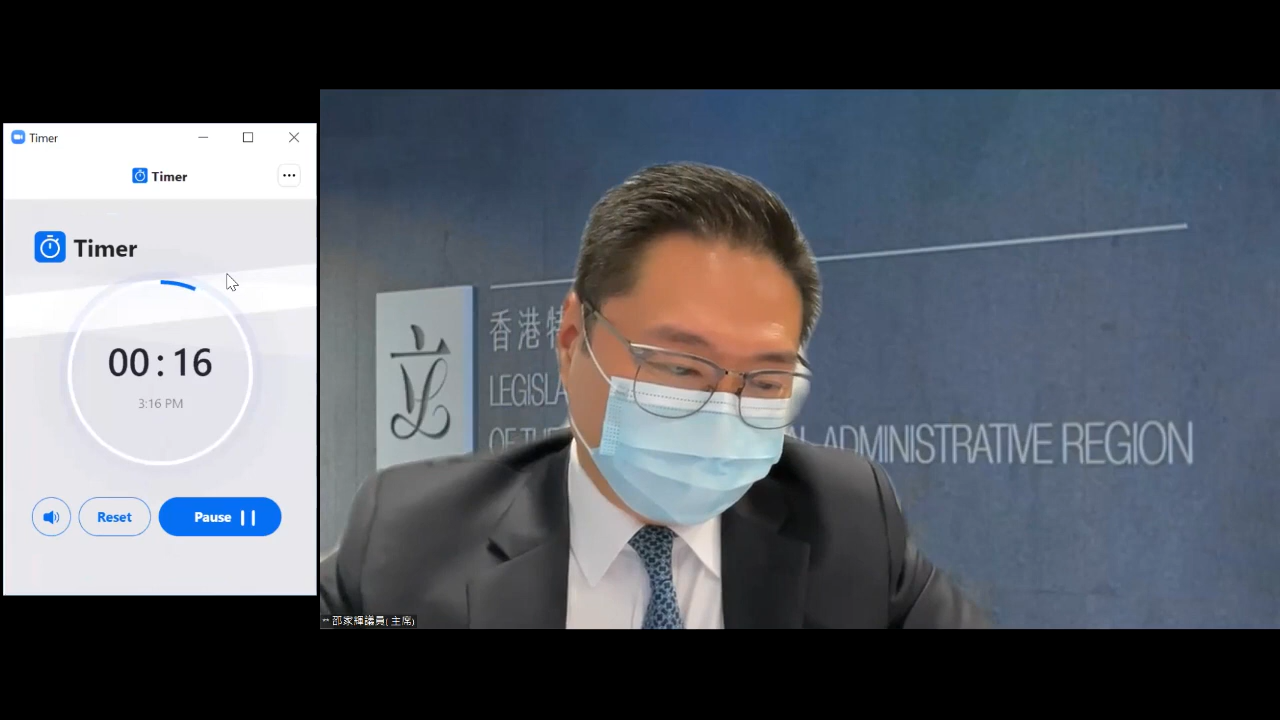 Timer
Timer
Timer
00:16
3:16 PM
Reset
Pause
立
香港特
LEGISLA
OF THE
ADMINISTRATIVE REGION
邵家輝議員(主席)